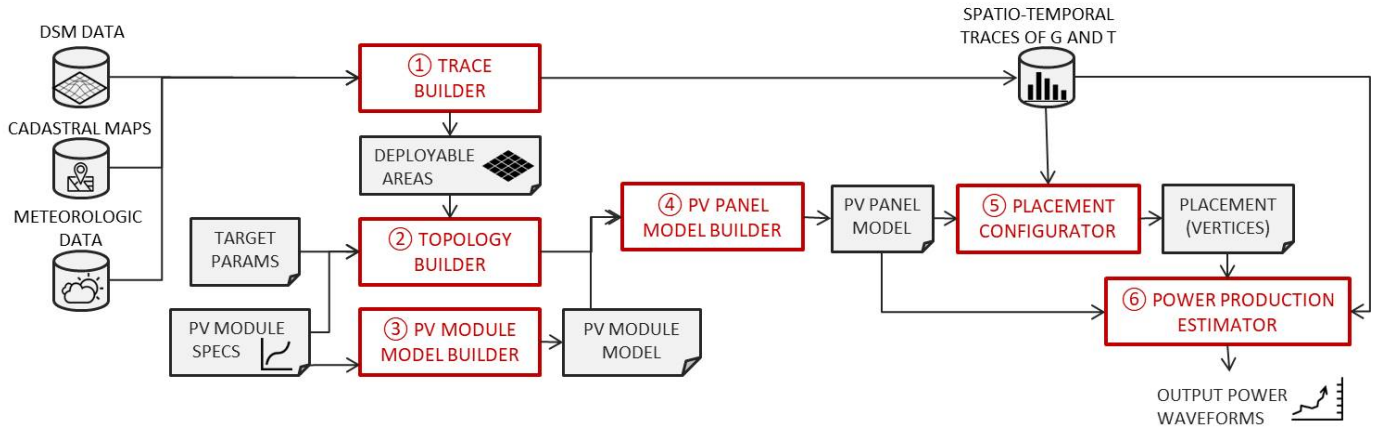 DSM DATA
SPATIO-TEMPORAL
TRACES OF G AND T
① TRACE
BUILDER
CADASTRAL MAPS
DEPLOYABLE
AREAS
METEOROLOGIC
DATA
TARGET
PARAMS
② TOPOLOGY
BUILDER
④ PV PANEL
MODEL BUILDER
PV PANEL
MODEL
⑤ PLACEMENT
CONFIGURATOR
PLACEMENT
(VERTICES)
PV MODULE
SPECS
③ PV MODULE
MODEL BUILDER
PV MODULE
MODEL
⑥ POWER PRODUCTION
ESTIMATOR
OUTPUT POWER
WAVEFORMS